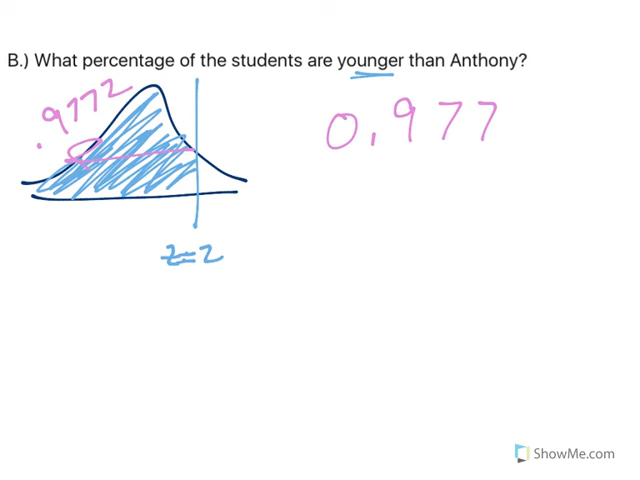 B.) What percentage of the students are younger than Anthony?
.9772
0.977
z=2
ShowMe.com